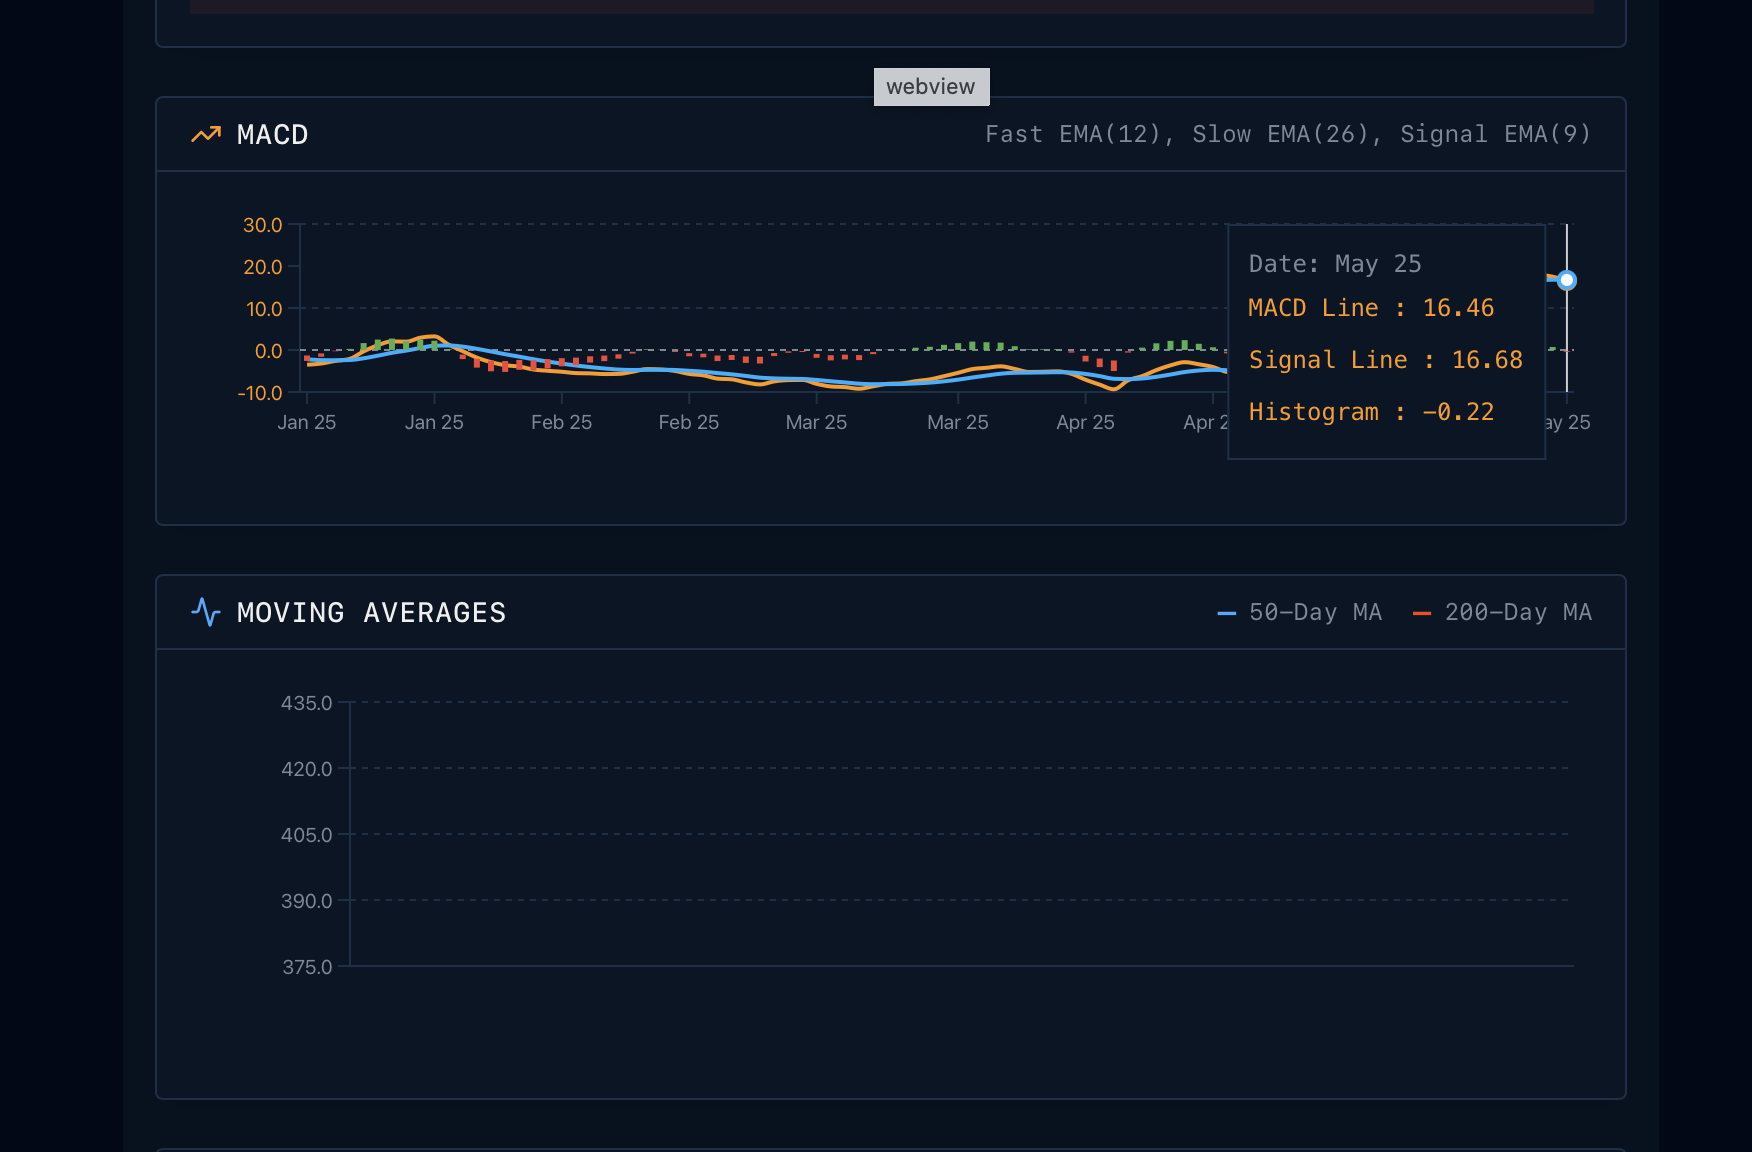 webview
MACD
Fast EMA(12), Slow EMA(26), Signal EMA(9)
30.0
20.0
10.0
0.0
-10.0
Date: May 25
MACD Line : 16.46
Signal Line : 16.68
Histogram : -0.22
Jan 25 Jan 25 Feb 25 Feb 25 Mar 25 Mar 25 Apr 25 Apr 2 ay 25
MOVING AVERAGES
50-Day MA 200-Day MA
435.0
420.0
405.0
390.0
375.0